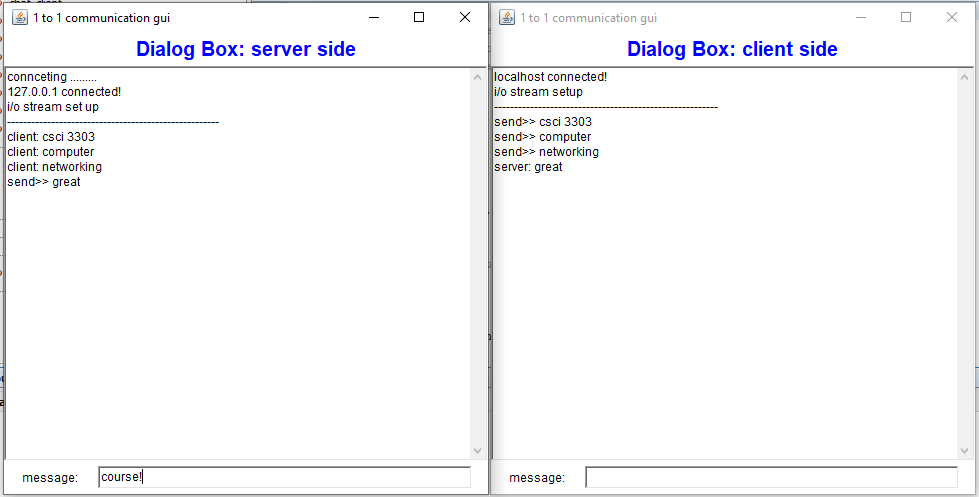 1 to 1 communication gui
Dialog Box: server side
connceting .........
127.0.0.1 connected!
i/o stream set up
-----------------------------------------------------
client: csci 3303
client: computer
client: networking
send>> great
message: course!
1 to 1 communication gui
Dialog Box: client side
localhost connected!
i/o stream setup
--------------------------------------------------------
send>> csci 3303
send>> computer
send>> networking
server: great
message: